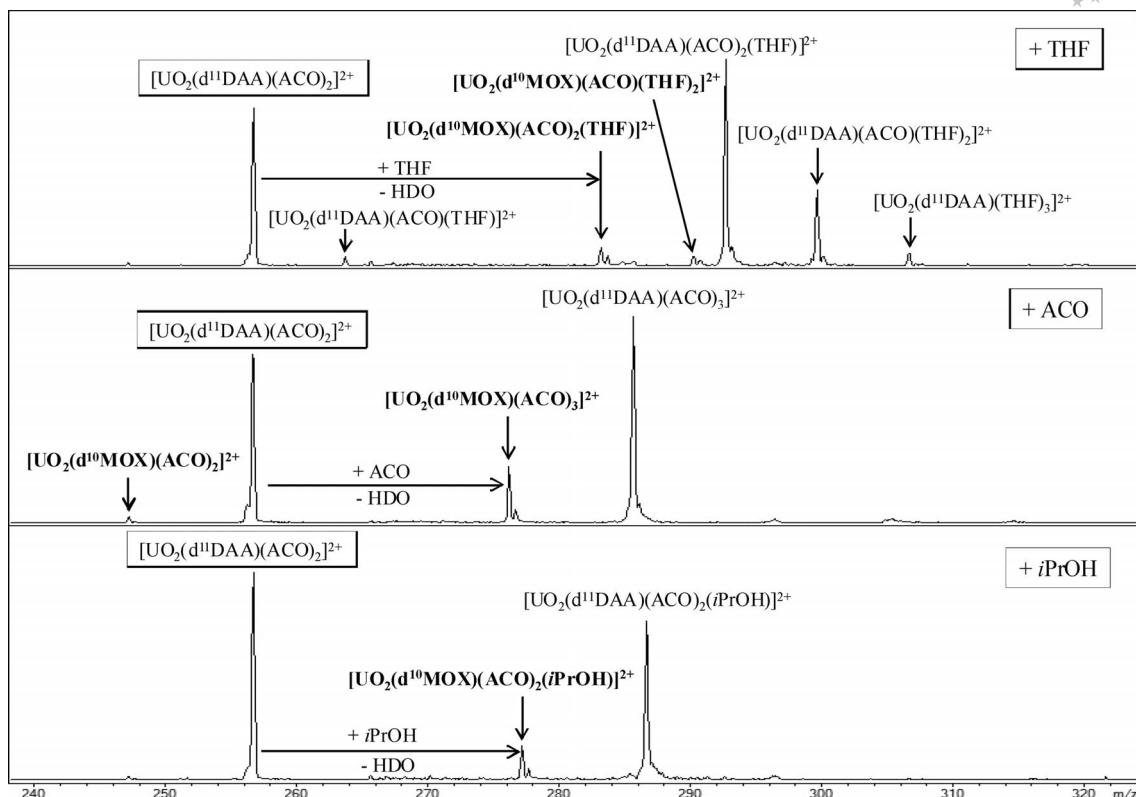 [UO₂(d¹¹DAA)(ACO)₂(THF)]²⁺
+ THF
[UO₂(d¹¹DAA)(ACO)₂]²⁺
[UO₂(d¹⁰MOX)(ACO)(THF)₂]²⁺
[UO₂(d¹⁰MOX)(ACO)₂(THF)]²⁺
[UO₂(d¹¹DAA)(ACO)(THF)₂]²⁺
+ THF
- HDO
[UO₂(d¹¹DAA)(THF)₃]²⁺
[UO₂(d¹¹DAA)(ACO)(THF)]²⁺
[UO₂(d¹¹DAA)(ACO)₃]²⁺
+ ACO
[UO₂(d¹¹DAA)(ACO)₂]²⁺
[UO₂(d¹⁰MOX)(ACO)₃]²⁺
[UO₂(d¹⁰MOX)(ACO)₂]²⁺
+ ACO
- HDO
[UO₂(d¹¹DAA)(ACO)₂]²⁺
+ iPrOH
[UO₂(d¹¹DAA)(ACO)₂(iPrOH)]²⁺
[UO₂(d¹⁰MOX)(ACO)₂(iPrOH)]²⁺
+ iPrOH
- HDO
240 250 260 270 280 290 300 310 320 m/z